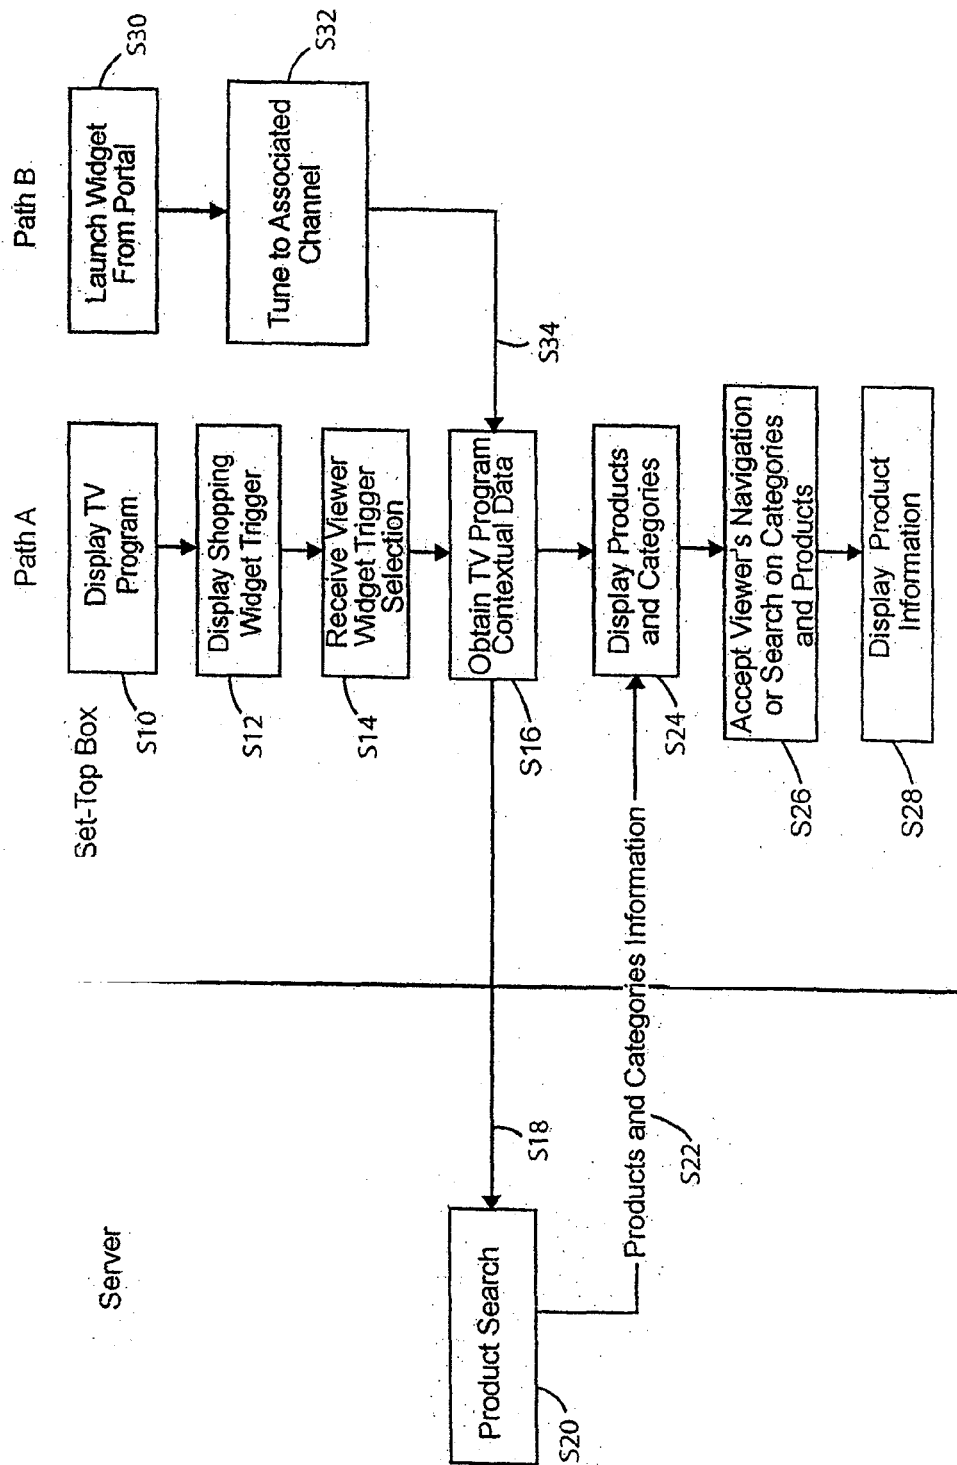 Server
Set-Top Box
Path A
Path B
Display TV
Program
S10
Display Shopping
Widget Trigger
S12
Receive Viewer
Widget Trigger
Selection
S14
Obtain TV Program
Contextual Data
S16
S18
Product Search
S20
Products and Categories Information
S22
Display Products
and Categories
S24
Accept Viewer's Navigation
or Search on Categories
and Products
S26
Display Product
Information
S28
Launch Widget
From Portal
S30
Tune to Associated
Channel
S32
S34